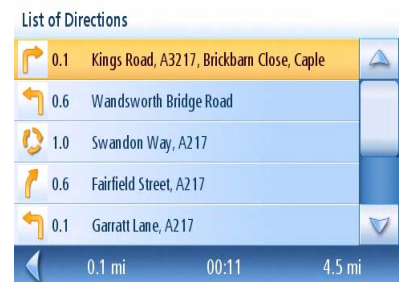 List of Directions
0.1 Kings Road, A3217, Brickbarn Close, Caple
0.6 Wandsworth Bridge Road
1.0 Swandon Way, A217
0.6 Fairfield Street, A217
0.1 Garratt Lane, A217
0.1 mi 00:11 4.5 mi